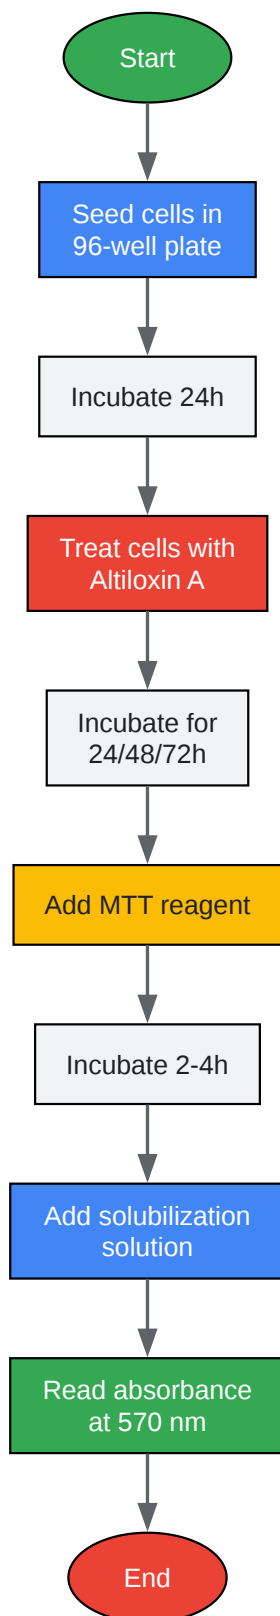 Start
Seed cells in
96-well plate
Incubate 24h
Treat cells with
Altiloxin A
Incubate for
24/48/72h
Add MTT reagent
Incubate 2-4h
Add solubilization
solution
Read absorbance
at 570 nm
End